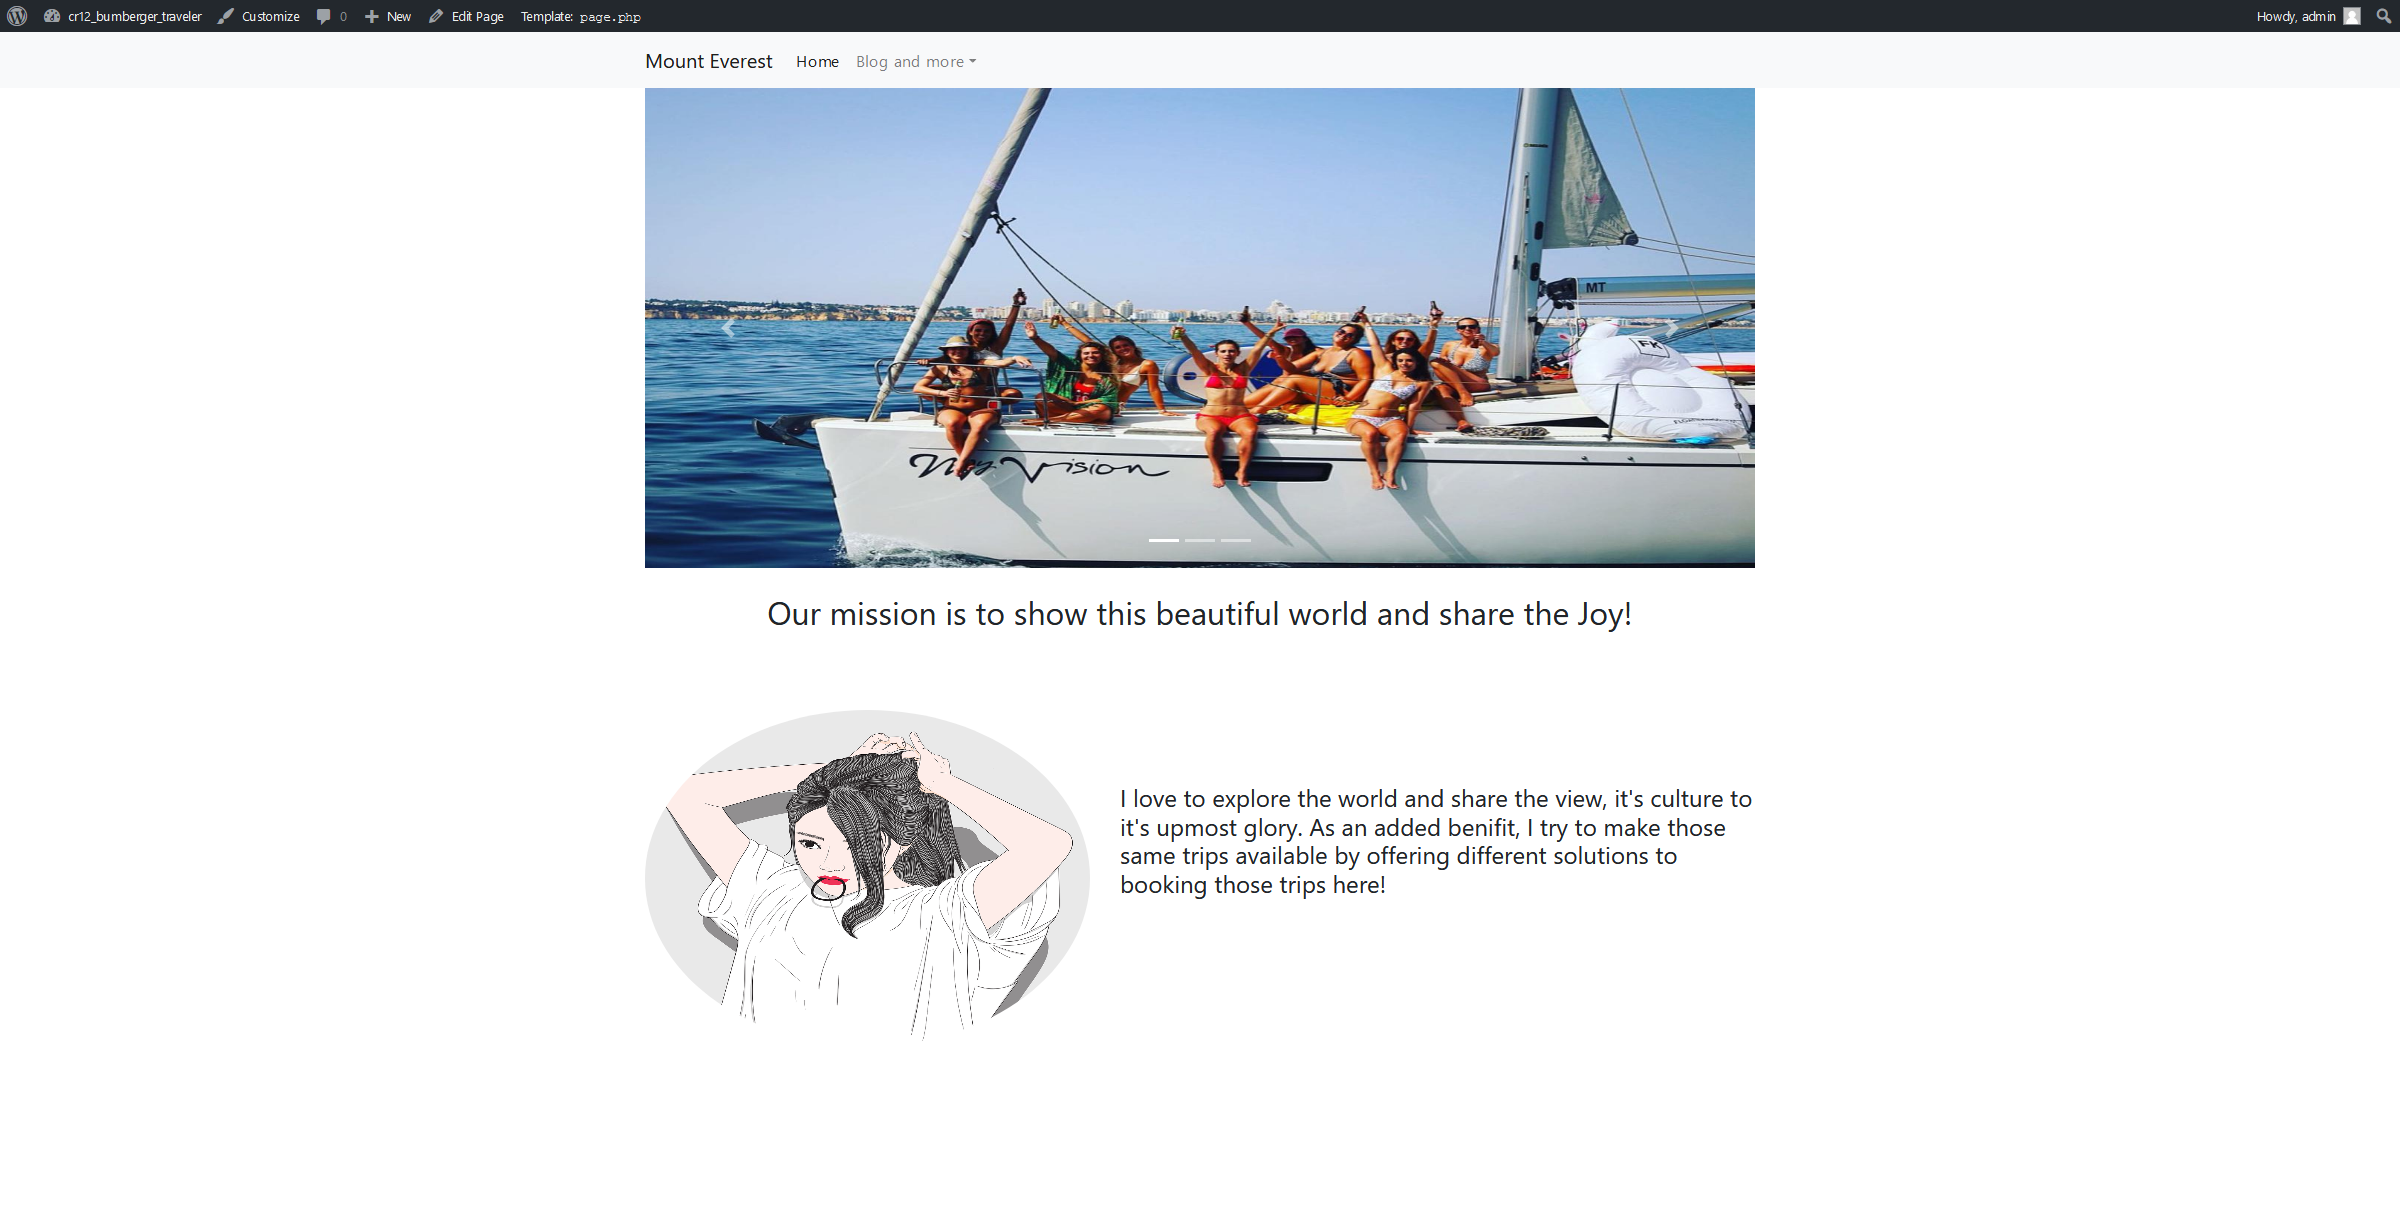 cr12_bumberger_traveler Customize 0 New Edit Page Template: page.php Howdy, admin
Mount Everest Home Blog and more
MT
FK
My Vision
Our mission is to show this beautiful world and share the Joy!
I love to explore the world and share the view, it's culture to
it's upmost glory. As an added benifit, I try to make those
same trips available by offering different solutions to
booking those trips here!